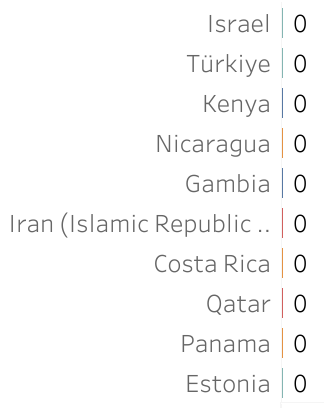 Israel 0
Türkiye 0
Kenya 0
Nicaragua 0
Gambia 0
Iran (Islamic Republic .. 0
Costa Rica 0
Qatar 0
Panama 0
Estonia 0